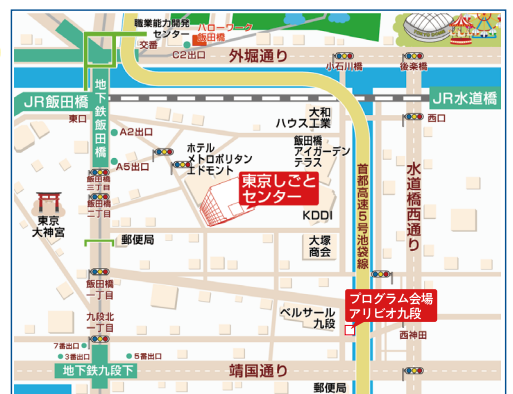 職業能力開発
センター
ハローワーク
飯田橋
交番
C2出口
外堀通り
小石川橋
後楽橋
JR飯田橋
JR水道橋
東口
西口
地下鉄飯田橋
A2出口
A5出口
大和
ハウス工業
ホテル
メトロポリタン
エドモント
飯田橋
アイガーデン
テラス
東京しごと
センター
KDDI
飯田橋
三丁目
飯田橋
二丁目
東京
大神宮
郵便局
大塚
商会
首都高速5号池袋線
水道橋西通り
飯田橋
一丁目
プログラム会場
アリビオ九段
ベルサール
九段
九段北
一丁目
西神田
7番出口
3番出口
5番出口
地下鉄九段下
靖国通り
郵便局